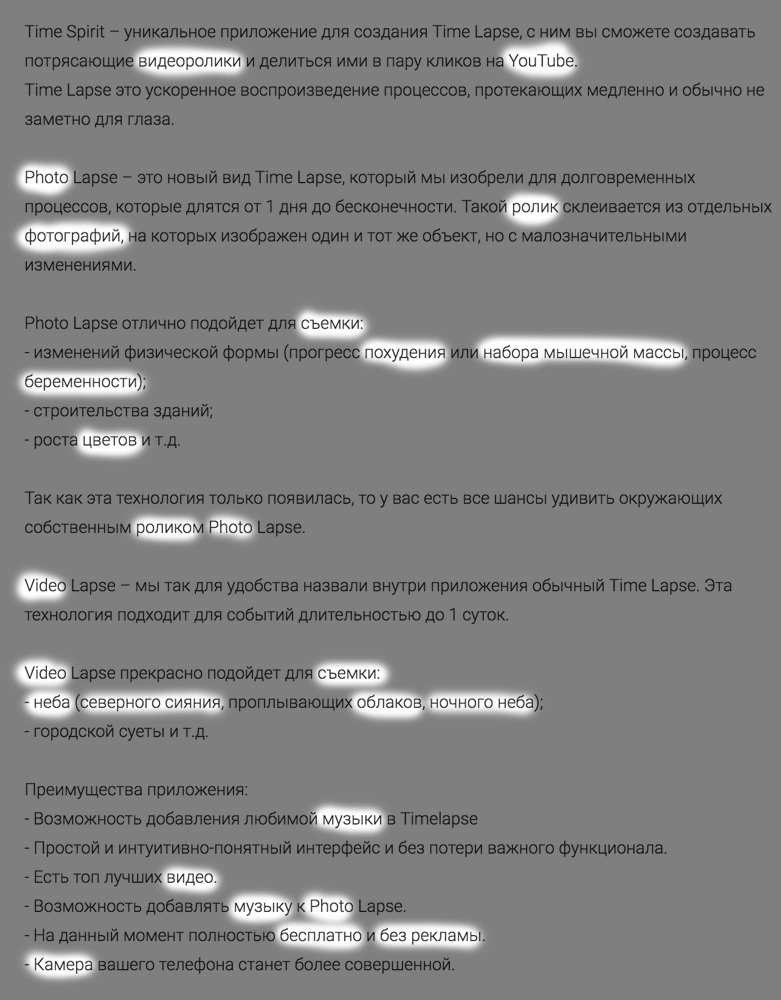 Time Spirit – уникальное приложение для создания Time Lapse, с ним вы сможете создавать
потрясающие видеоролики и делиться ими в пару кликов на YouTube.
Time Lapse это ускоренное воспроизведение процессов, протекающих медленно и обычно не
заметно для глаза.
Photo Lapse – это новый вид Time Lapse, который мы изобрели для долговременных
процессов, которые длятся от 1 дня до бесконечности. Такой ролик склеивается из отдельных
фотографий, на которых изображен один и тот же объект, но с малозначительными
изменениями.
Photo Lapse отлично подойдет для съемки:
- изменений физической формы (прогресс похудения или набора мышечной массы, процесс
беременности);
- строительства зданий;
- роста цветов и т.д.
Так как эта технология только появилась, то у вас есть все шансы удивить окружающих
собственным роликом Photo Lapse.
Video Lapse – мы так для удобства назвали внутри приложения обычный Time Lapse. Эта
технология подходит для событий длительностью до 1 суток.
Video Lapse прекрасно подойдет для съемки:
- неба (северного сияния, проплывающих облаков, ночного неба);
- городской суеты и т.д.
Преимущества приложения:
- Возможность добавления любимой музыки в Timelapse
- Простой и интуитивно-понятный интерфейс и без потери важного функционала.
- Есть топ лучших видео.
- Возможность добавлять музыку к Photo Lapse.
- На данный момент полностью бесплатно и без рекламы.
- Камера вашего телефона станет более совершенной.